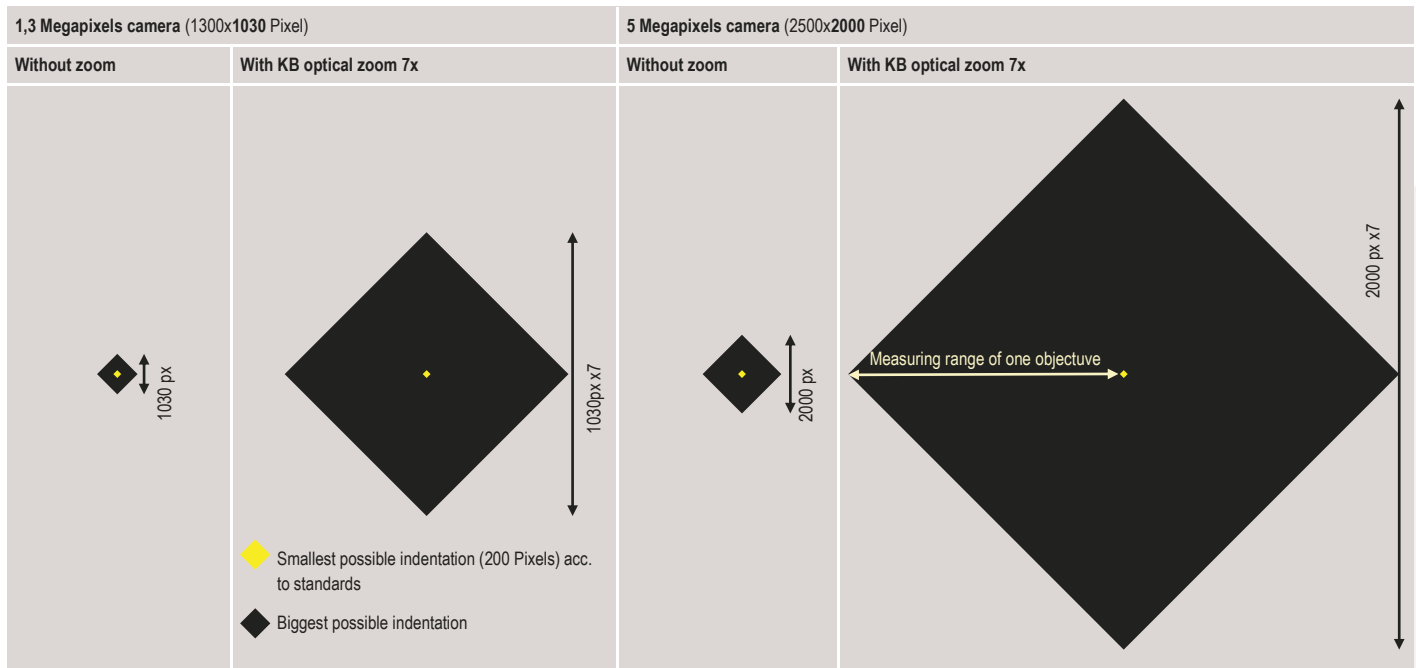 1,3 Megapixels camera (1300x1030 Pixel)
5 Megapixels camera (2500x2000 Pixel)
Without zoom
With KB optical zoom 7x
Without zoom
With KB optical zoom 7x
1030 px
1030px x7
Smallest possible indentation (200 Pixels) acc.
to standards
Biggest possible indentation
2000 px
Measuring range of one objectuve
2000 px x7